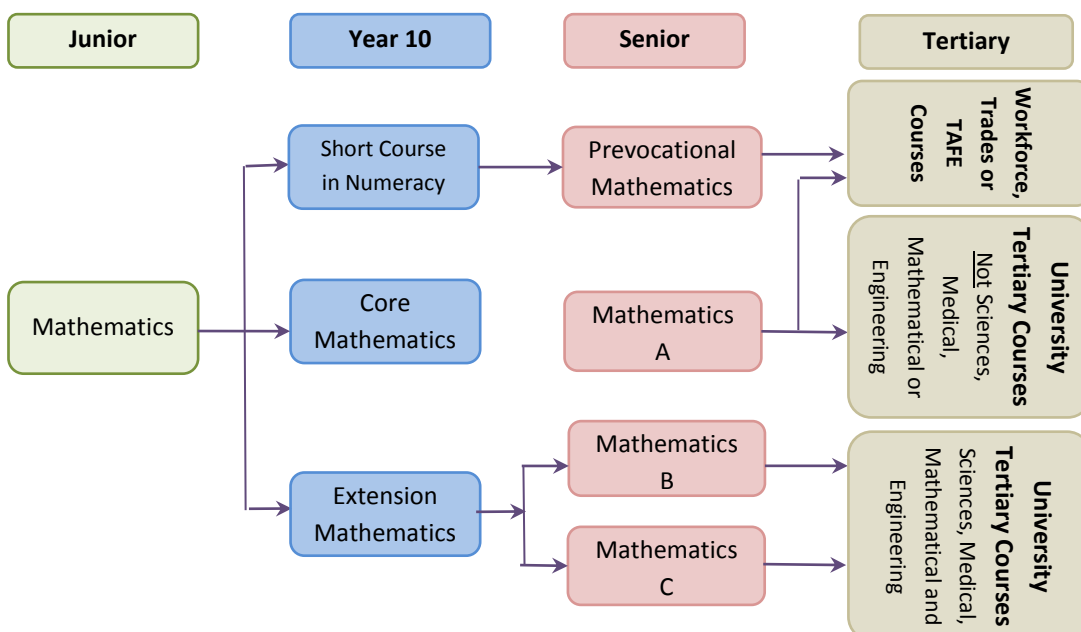 Junior
Year 10
Senior
Tertiary
Short Course
in Numeracy
Prevocational
Mathematics
Workforce,
Trades or
TAFE
Courses
Mathematics
Core
Mathematics
Mathematics
A
University
Tertiary Courses
Not Sciences,
Medical,
Mathematical or
Engineering
Extension
Mathematics
Mathematics
B
Mathematics
C
University
Tertiary Courses
Sciences, Medical,
Mathematical and
Engineering